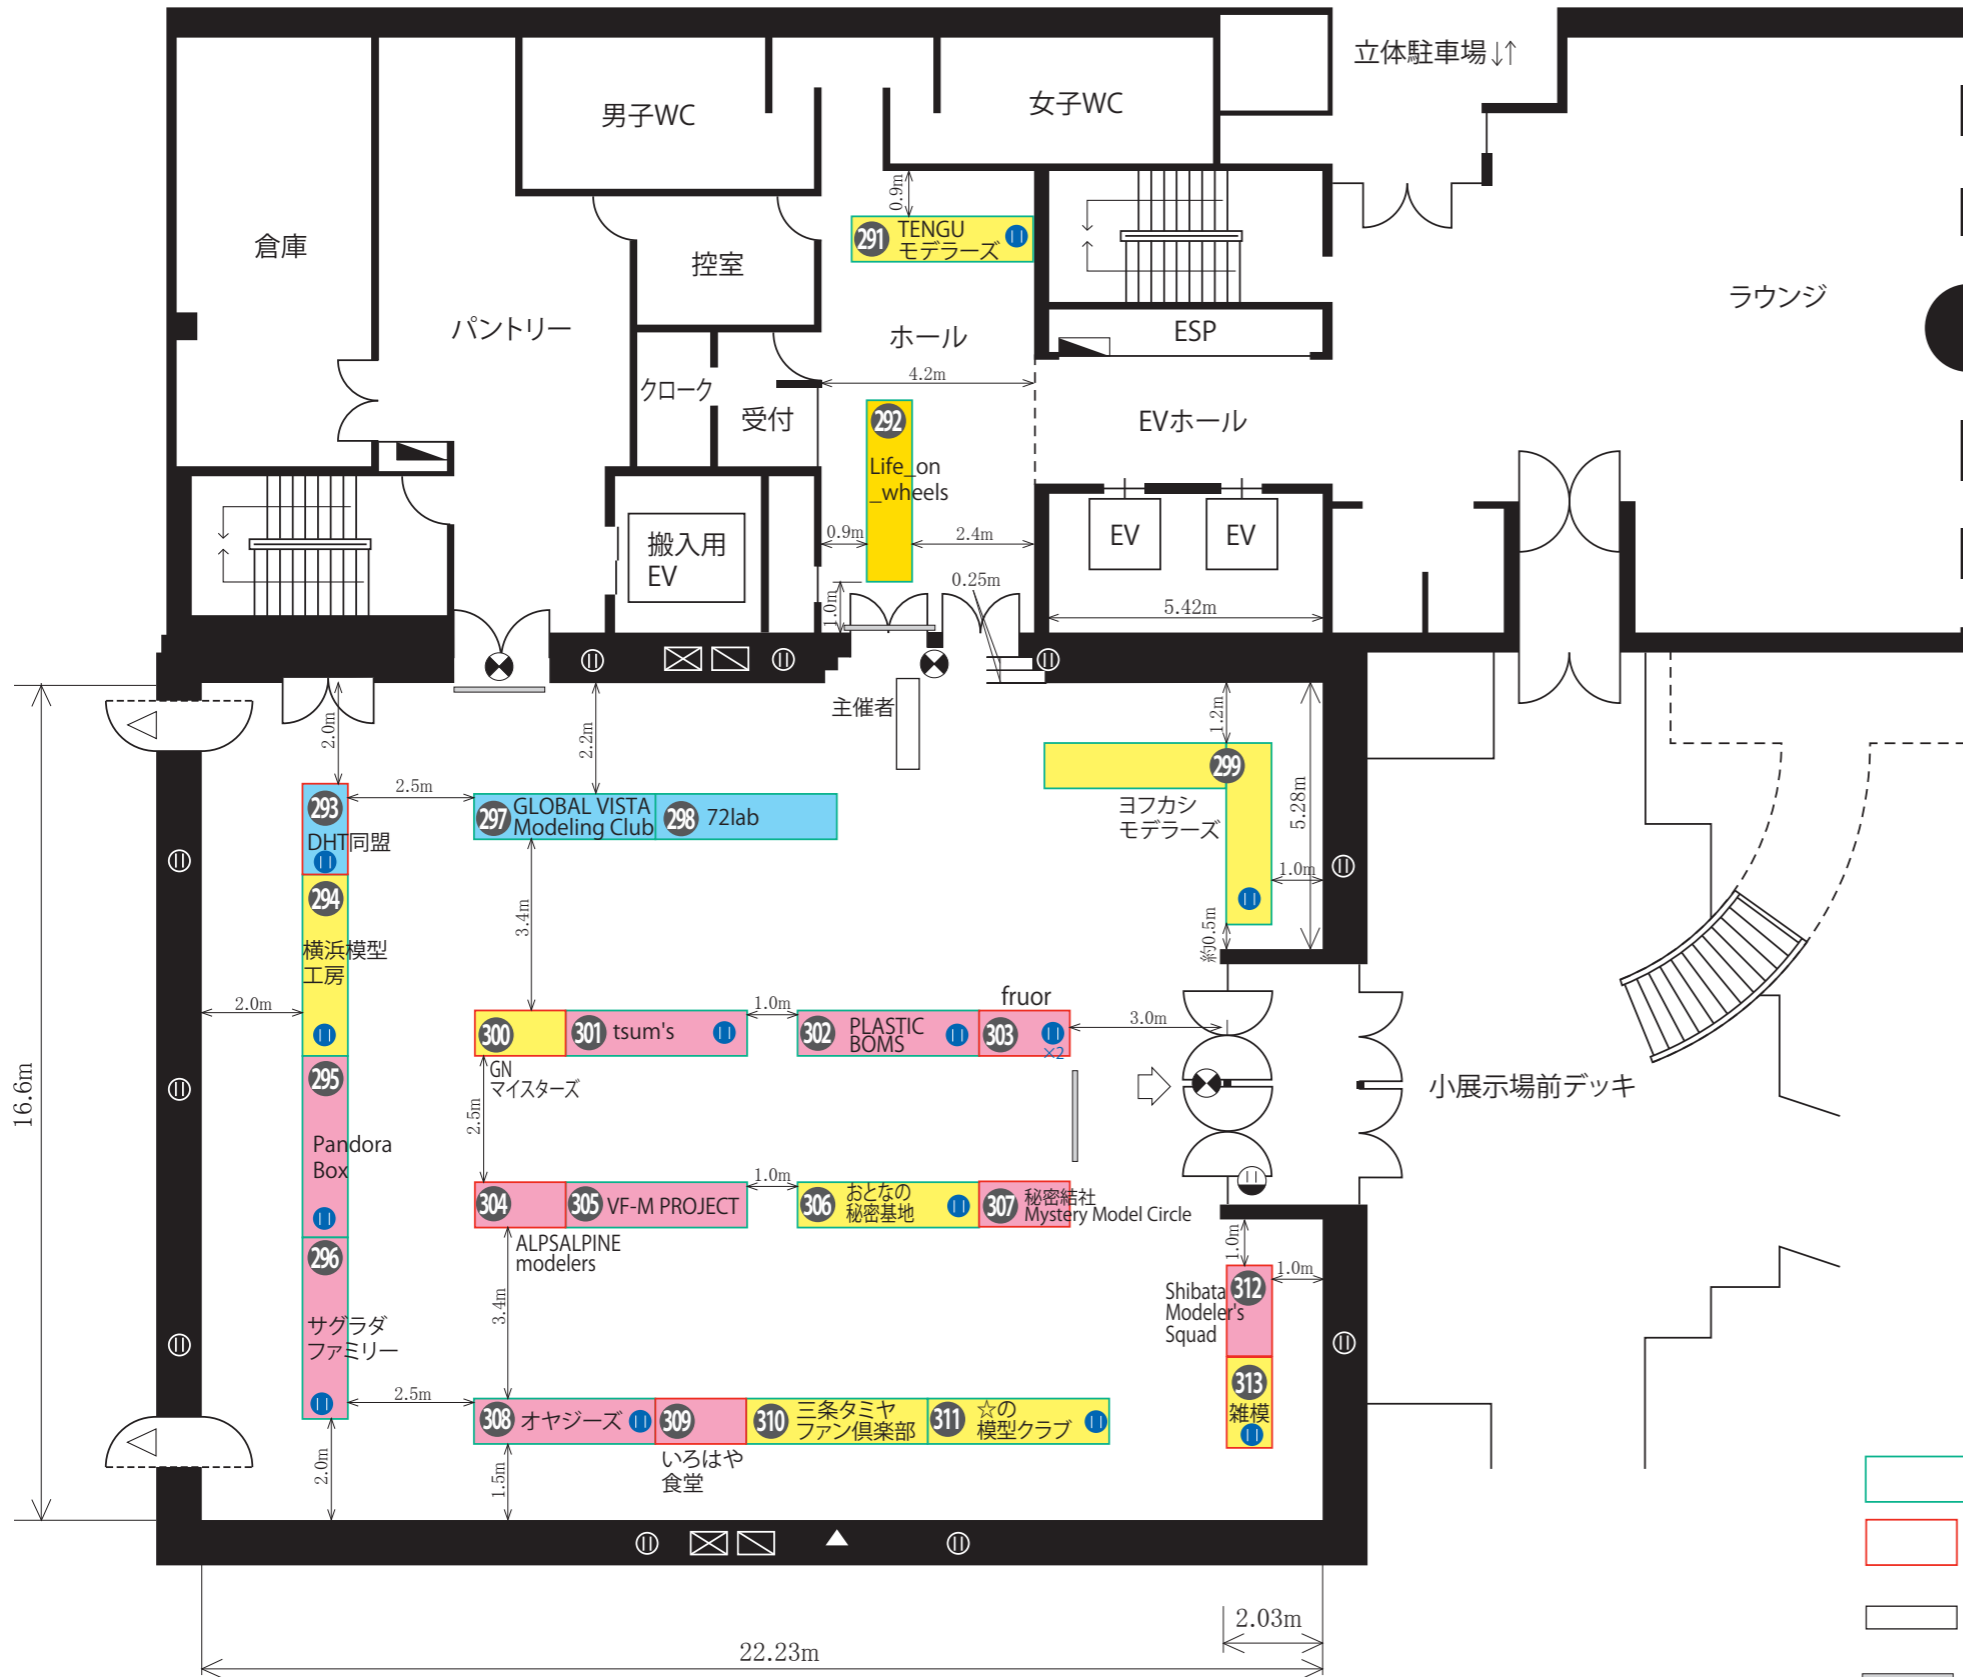 立体駐車場↓↑
男子WC
女子WC
倉庫
パントリー
控室
0.9m
291 TENGU
モデラーズ
ホール
ESP
ラウンジ
4.2m
クローク
受付
292
Life_on
_wheels
EVホール
搬入用
EV
EV
EV
0.9m
2.4m
0.25m
1.0m
5.42m
主催者
2.0m
2.2m
1.2m
16.6m
293
DHT同盟
2.5m
297 GLOBAL VISTA
Modeling Club
298 72lab
299
ヨフカシ
モデラーズ
5.28m
1.0m
約0.5m
294
横浜模型
工房
3.4m
2.0m
300
GN
マイスターズ
301 tsum's
1.0m
302 PLASTIC
BOMS
fruor
303
×2
3.0m
295
Pandora
Box
2.5m
小展示場前デッキ
304
ALPSALPINE
modelers
305 VF-M PROJECT
1.0m
306 おとなの
秘密基地
307 秘密結社
Mystery Model Circle
296
サグラダ
ファミリー
3.4m
1.0m
1.0m
312
Shibata
Modeler's
Squad
313
雑模
2.5m
308 オヤジーズ
309
いろはや
食堂
310 三条タミヤ
ファン倶楽部
311 ☆の
模型クラブ
2.0m
1.5m
2.03m
22.23m